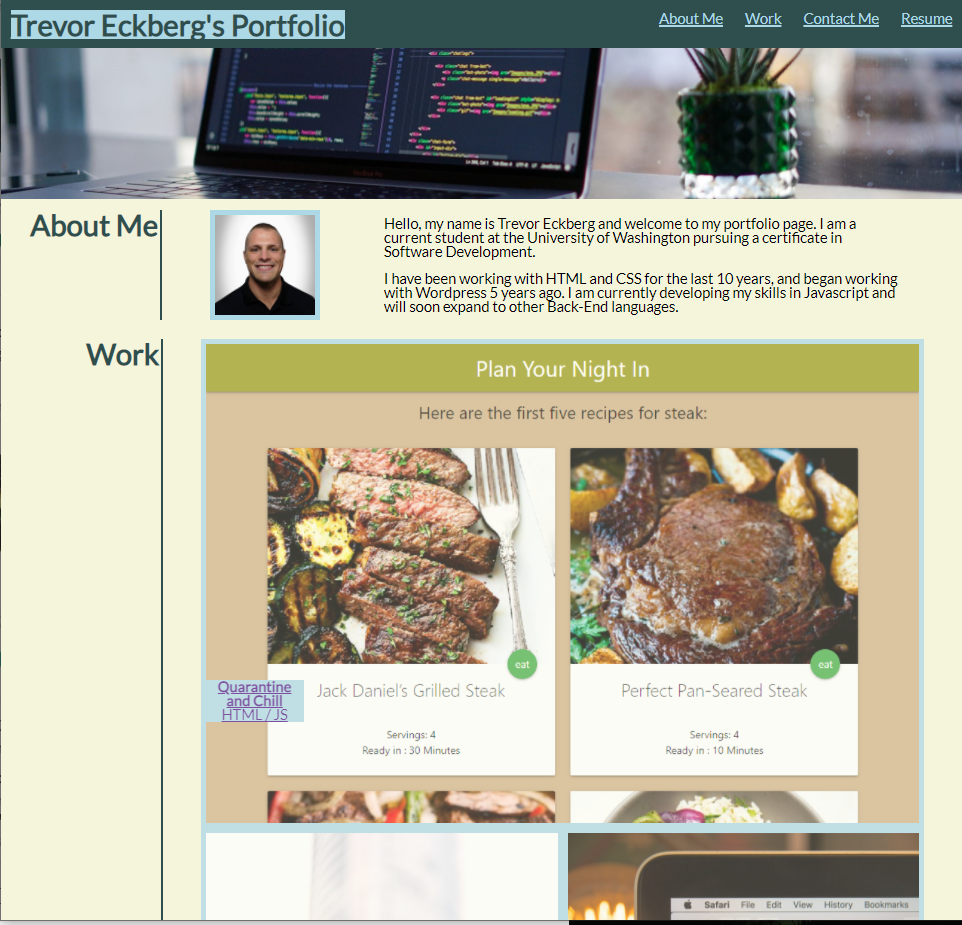 Trevor Eckberg's Portfolio
About Me Work Contact Me Resume
About Me
Hello, my name is Trevor Eckberg and welcome to my portfolio page. I am a
current student at the University of Washington pursuing a certificate in
Software Development.
I have been working with HTML and CSS for the last 10 years, and began working
with Wordpress 5 years ago. I am currently developing my skills in Javascript and
will soon expand to other Back-End languages.
Work
Plan Your Night In
Here are the first five recipes for steak:
eat
eat
Jack Daniel's Grilled Steak
Perfect Pan-Seared Steak
Quarantine
and Chill
HTML / JS
Servings: 4
Ready in : 30 Minutes
Servings: 4
Ready in : 10 Minutes
Safari File Edit View History Bookmarks